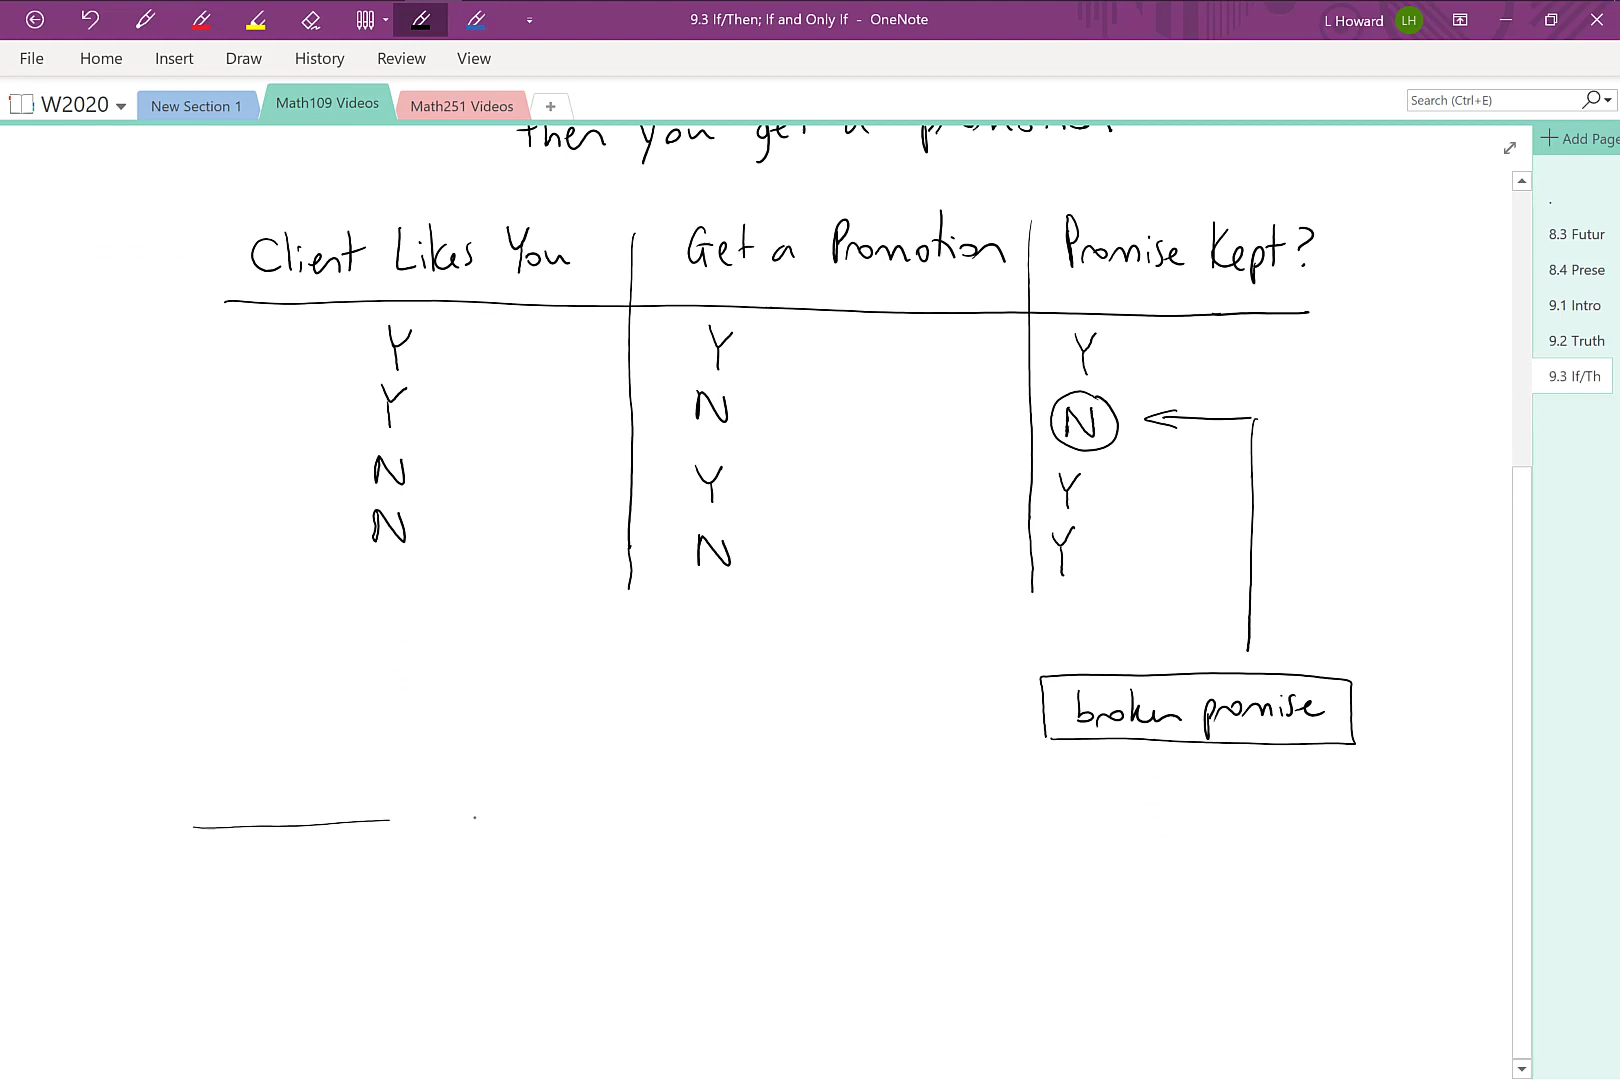 9.3 If/Then; If and Only If - OneNote
L Howard LH
File Home Insert Draw History Review View
W2020 New Section 1 Math109 Videos Math251 Videos
Search (Ctrl+E)
then you get a promotion
Add Page
Client Likes You Get a Promotion Promise Kept?
Y Y Y
Y N N
N Y Y
N N Y
broken promise
.
8.3 Futur
8.4 Prese
9.1 Intro
9.2 Truth
9.3 If/Th